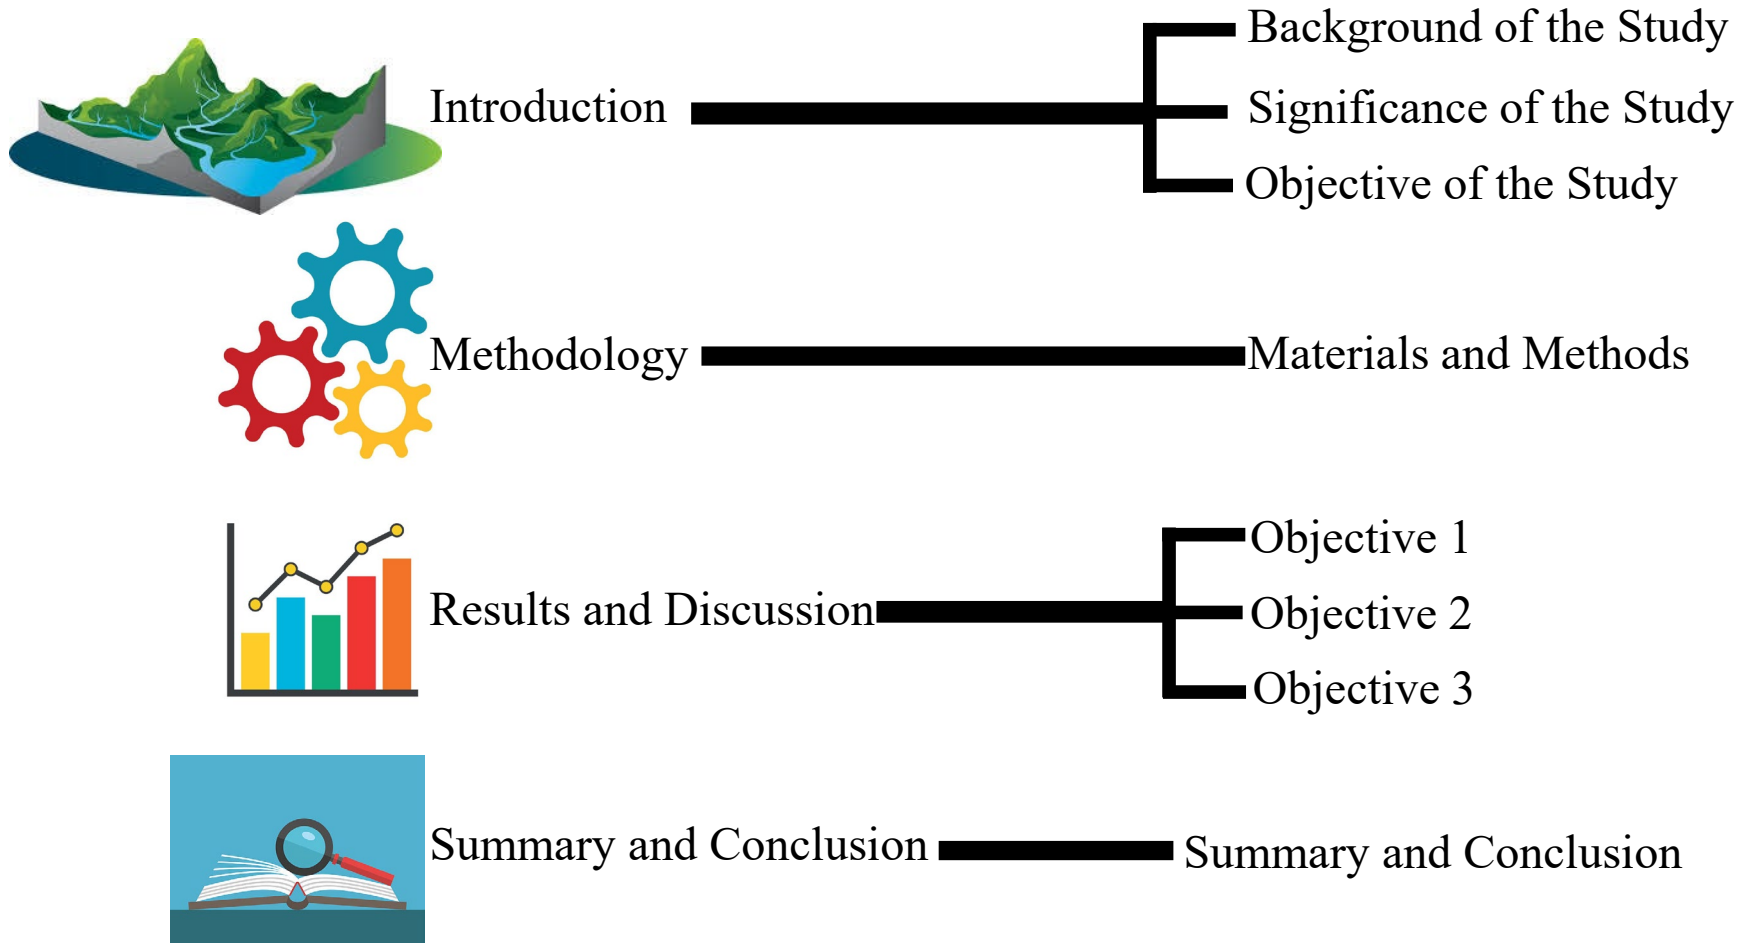 Introduction
Background of the Study
Significance of the Study
Objective of the Study
Methodology
Materials and Methods
Results and Discussion
Objective 1
Objective 2
Objective 3
Summary and Conclusion
Summary and Conclusion